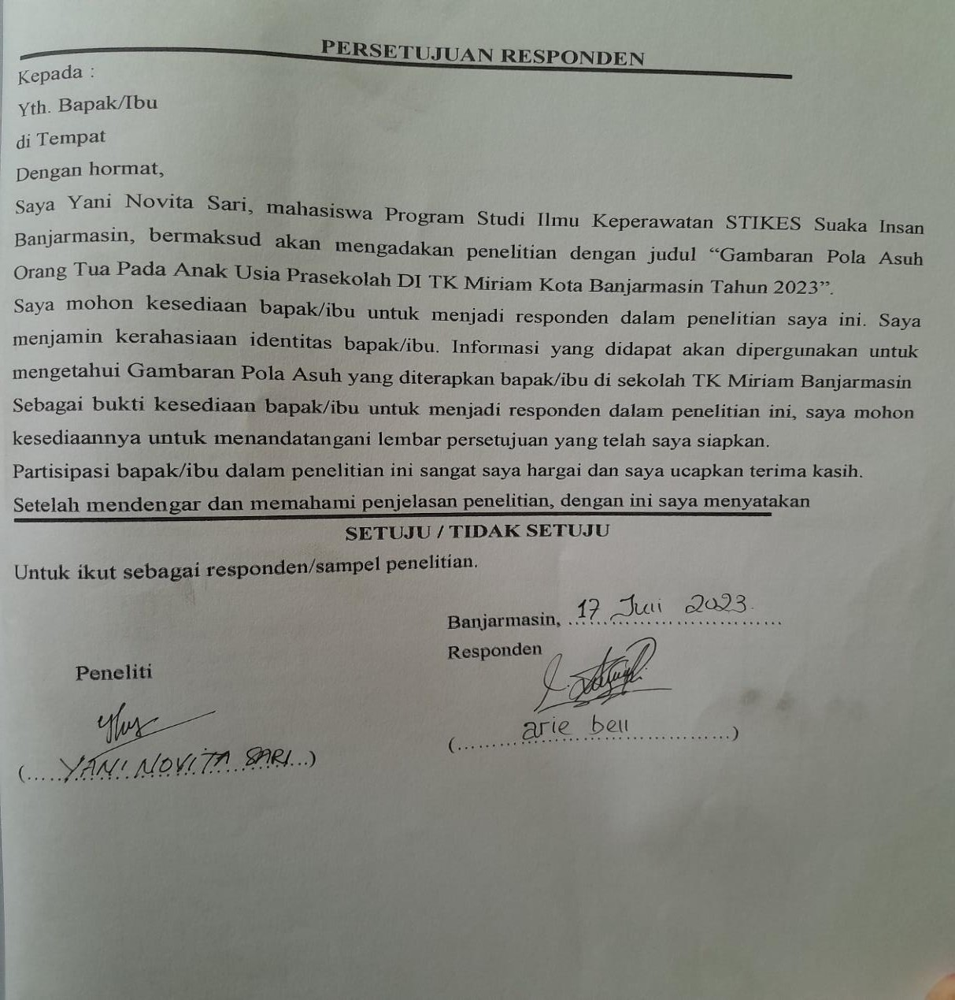 PERSETUJUAN RESPONDEN
Kepada :
Yth. Bapak/Ibu
di Tempat
Dengan hormat,
Saya Yani Novita Sari, mahasiswa Program Studi Ilmu Keperawatan STIKES Suaka Insan
Banjarmasin, bermaksud akan mengadakan penelitian dengan judul “Gambaran Pola Asuh
Orang Tua Pada Anak Usia Prasekolah DI TK Miriam Kota Banjarmasin Tahun 2023”.
Saya mohon kesediaan bapak/ibu untuk menjadi responden dalam penelitian saya ini. Saya
menjamin kerahasiaan identitas bapak/ibu. Informasi yang didapat akan dipergunakan untuk
mengetahui Gambaran Pola Asuh yang diterapkan bapak/ibu di sekolah TK Miriam Banjarmasin
Sebagai bukti kesediaan bapak/ibu untuk menjadi responden dalam penelitian ini, saya mohon
kesediaannya untuk menandatangani lembar persetujuan yang telah saya siapkan.
Partisipasi bapak/ibu dalam penelitian ini sangat saya hargai dan saya ucapkan terima kasih.
Setelah mendengar dan memahami penjelasan penelitian, dengan ini saya menyatakan
SETUJU / TIDAK SETUJU
Untuk ikut sebagai responden/sampel penelitian.
Banjarmasin, 17 Juli 2023.
Responden
Peneliti
(arie bell)
(YANI NOVITA SARI)